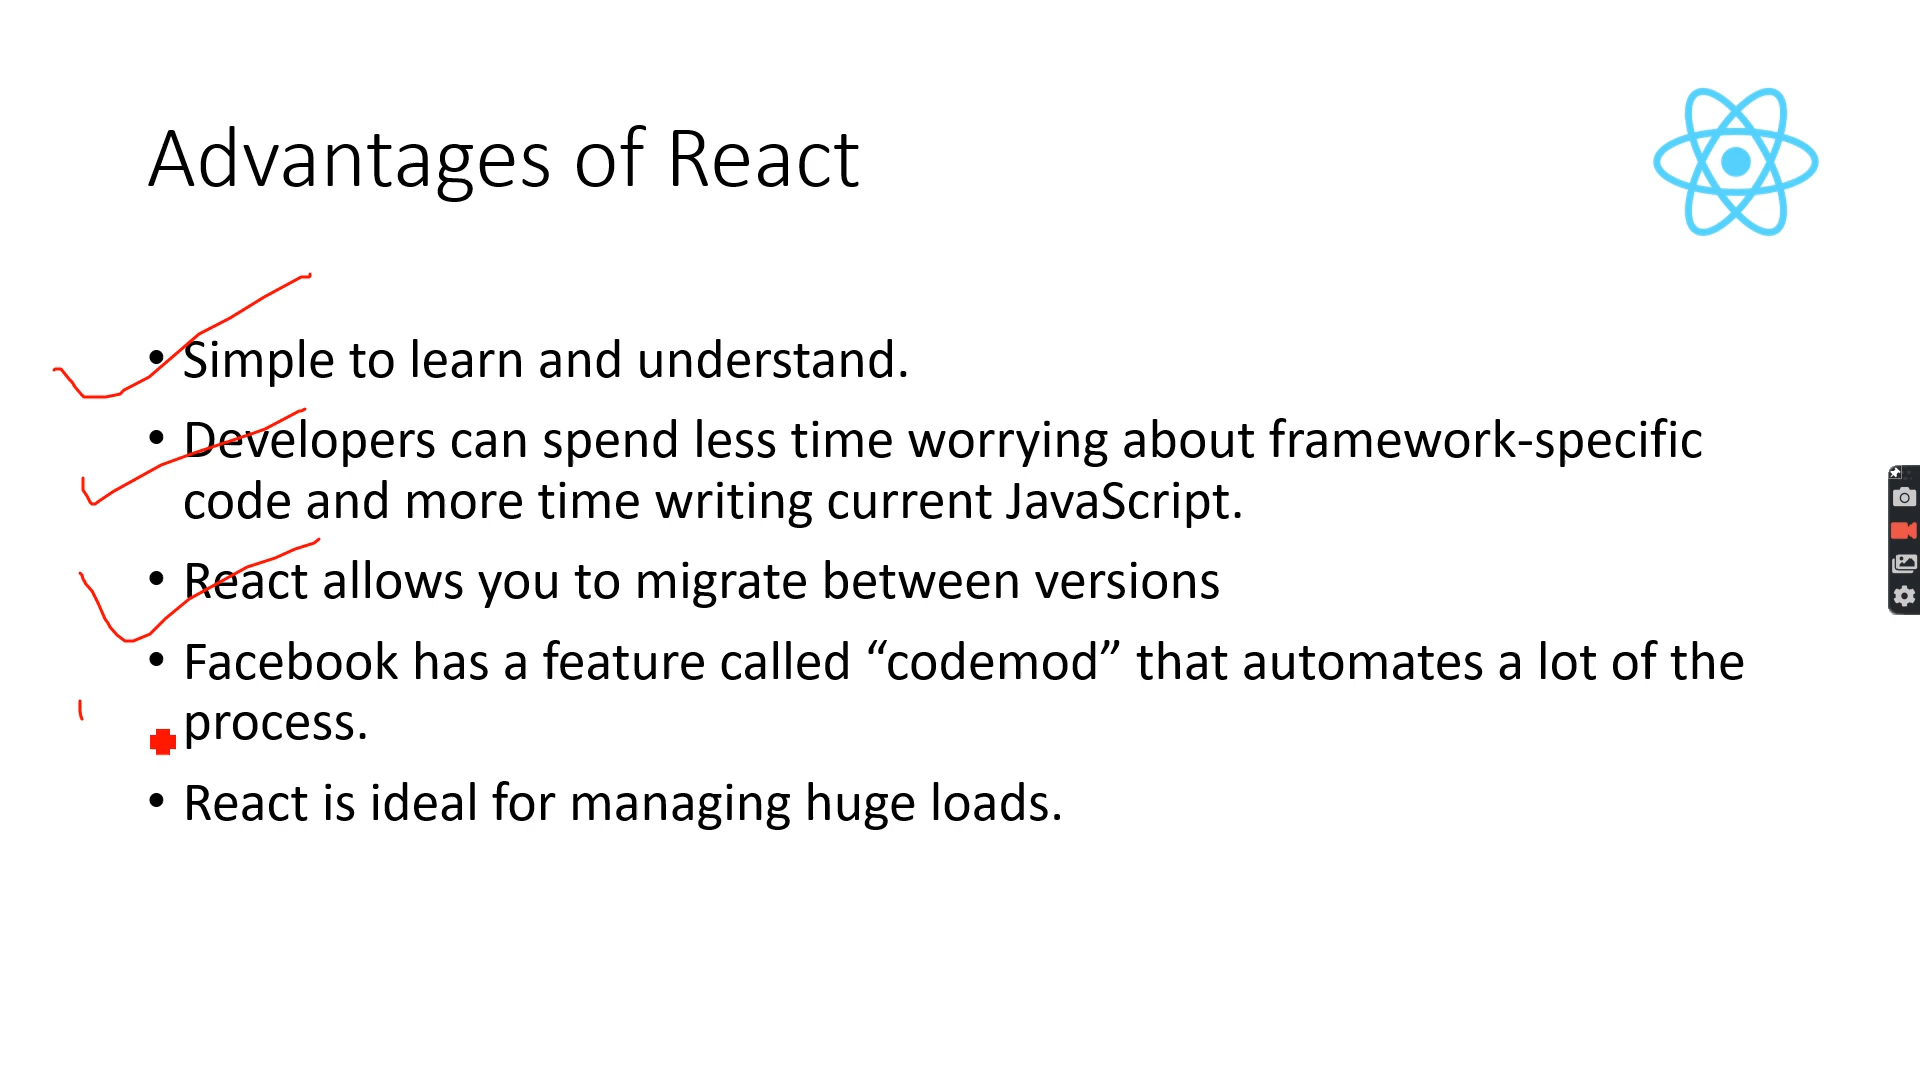 Advantages of React
• Simple to learn and understand.
• Developers can spend less time worrying about framework-specific
code and more time writing current JavaScript.
• React allows you to migrate between versions
• Facebook has a feature called “codemod” that automates a lot of the
process.
• React is ideal for managing huge loads.